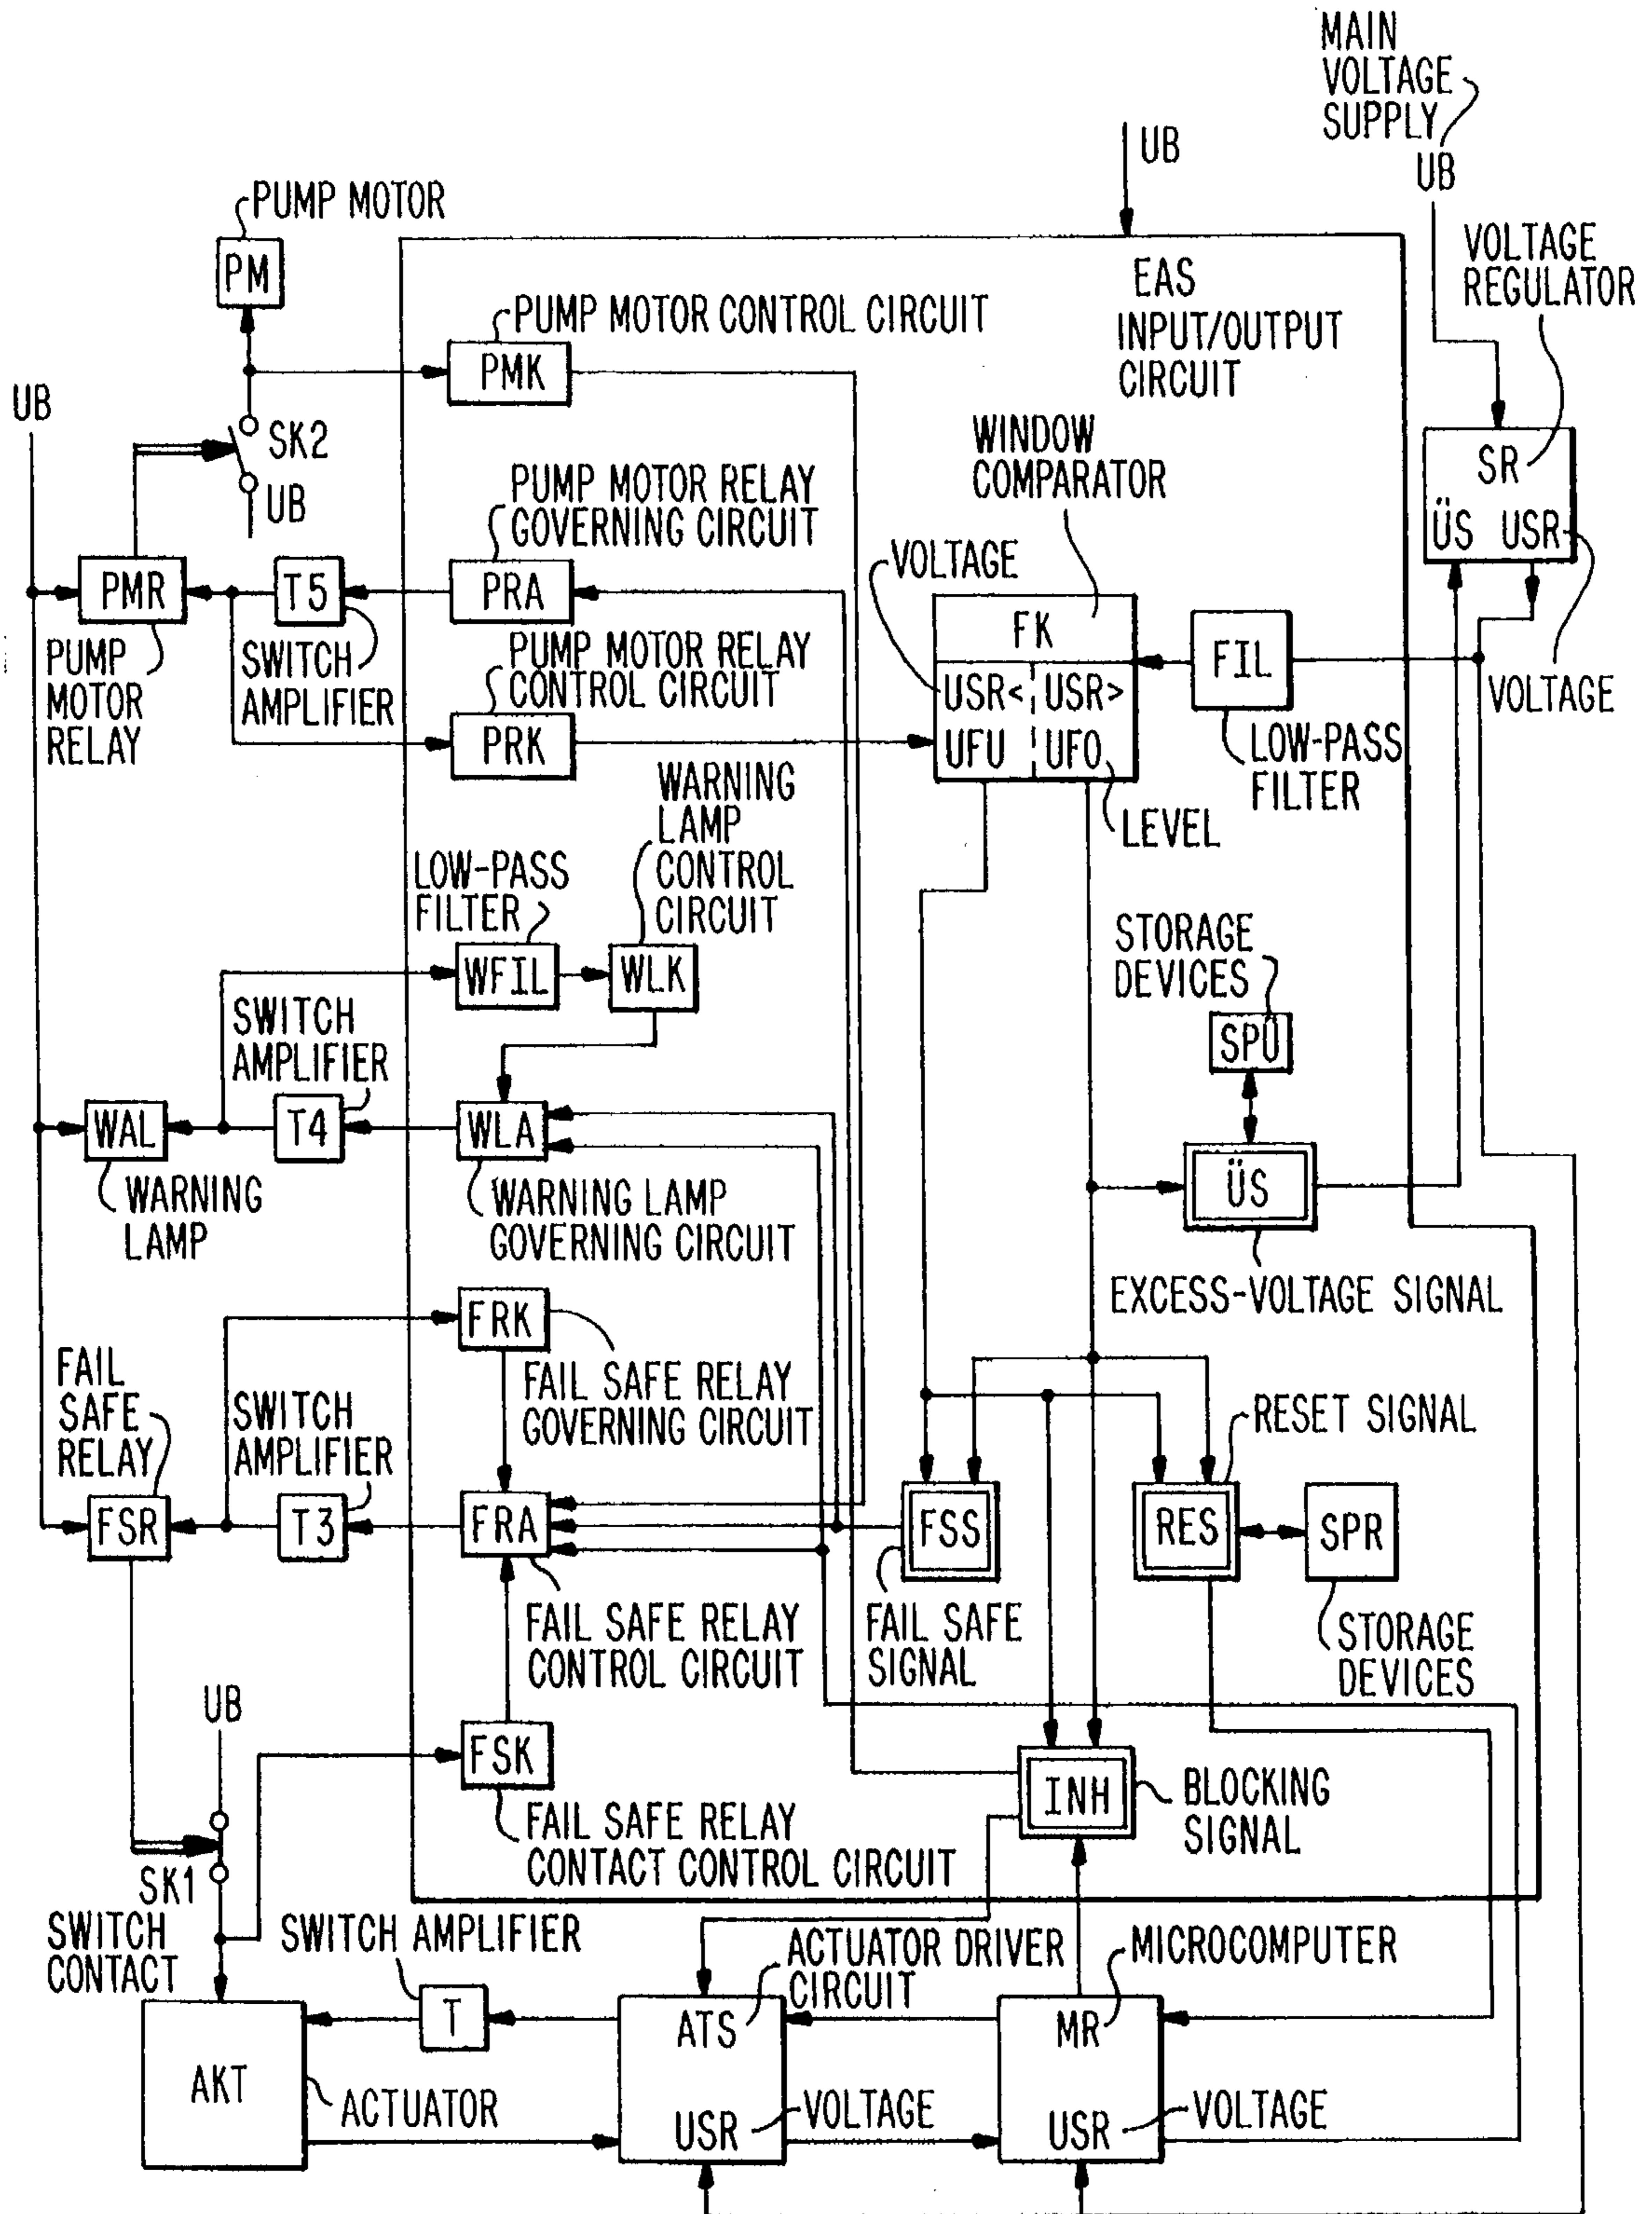 MAIN
VOLTAGE
SUPPLY
UB
UB
PUMP MOTOR
PM
VOLTAGE
REGULATOR
EAS
INPUT/OUTPUT
CIRCUIT
PUMP MOTOR CONTROL CIRCUIT
PMK
UB
SK2
UB
WINDOW
COMPARATOR
SR
ÜS USR
PUMP MOTOR RELAY
GOVERNING CIRCUIT
VOLTAGE
PMR
T5
PRA
FK
FIL
PUMP
MOTOR
RELAY
SWITCH
AMPLIFIER
PUMP MOTOR RELAY
CONTROL CIRCUIT
USR< USR>
UFU UFO
VOLTAGE
PRK
LOW-PASS
FILTER
WARNING
LAMP
CONTROL
CIRCUIT
LEVEL
LOW-PASS
FILTER
WFIL
WLK
STORAGE
DEVICES
SPÜ
SWITCH
AMPLIFIER
WAL
T4
WLA
WARNING
LAMP
WARNING LAMP
GOVERNING CIRCUIT
ÜS
EXCESS-VOLTAGE SIGNAL
FRK
FAIL SAFE RELAY
GOVERNING CIRCUIT
FAIL
SAFE
RELAY
SWITCH
AMPLIFIER
RESET SIGNAL
FSR
T3
FRA
FSS
RES
SPR
FAIL SAFE RELAY
CONTROL CIRCUIT
FAIL SAFE
SIGNAL
STORAGE
DEVICES
UB
FSK
FAIL SAFE RELAY
CONTACT CONTROL CIRCUIT
INH
BLOCKING
SIGNAL
SK1
SWITCH
CONTACT
SWITCH AMPLIFIER
ACTUATOR DRIVER
CIRCUIT
MICROCOMPUTER
T
ATS
MR
AKT
ACTUATOR
USR
VOLTAGE
USR
VOLTAGE